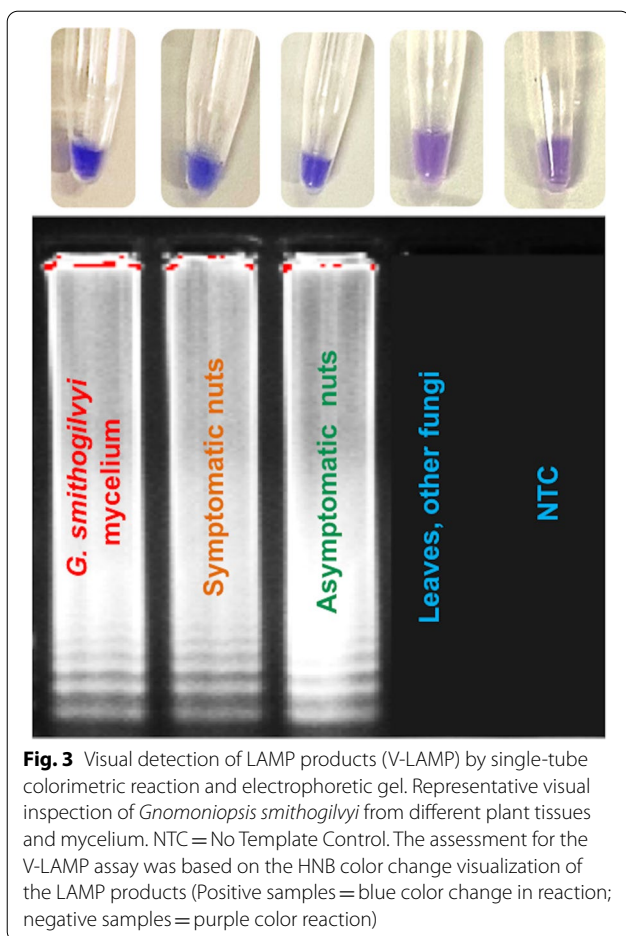 G. smithogilvyi
mycelium
Symptomatic nuts
Asymptomatic nuts
Leaves, other fungi
NTC
Fig. 3 Visual detection of LAMP products (V-LAMP) by single-tube
colorimetric reaction and electrophoretic gel. Representative visual
inspection of Gnomoniopsis smithogilvyi from different plant tissues
and mycelium. NTC = No Template Control. The assessment for the
V-LAMP assay was based on the HNB color change visualization of
the LAMP products (Positive samples = blue color change in reaction;
negative samples = purple color reaction)